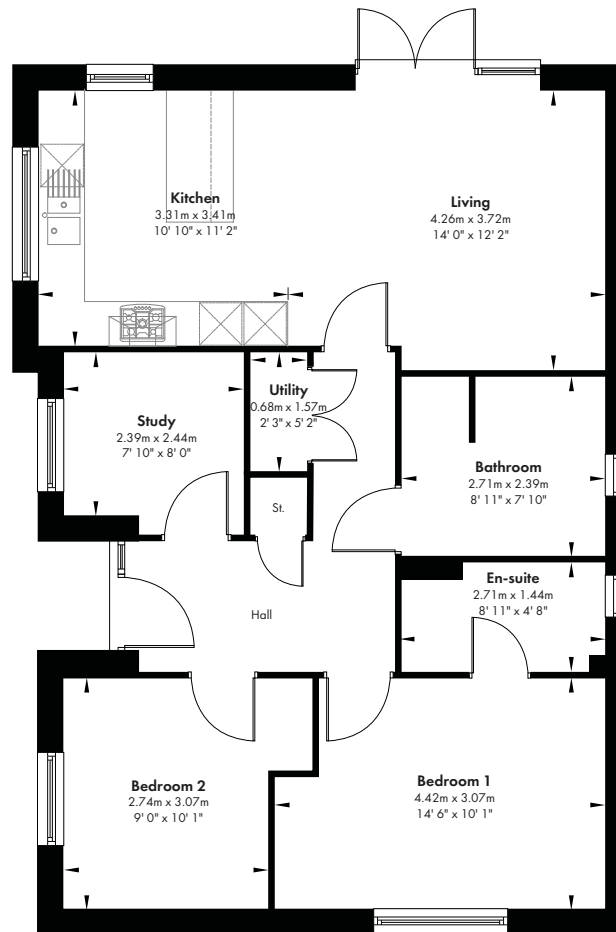 Kitchen
3.31m x 3.41m
10' 10" x 11' 2"
Living
4.26m x 3.72m
14' 0" x 12' 2"
Study
2.39m x 2.44m
7' 10" x 8' 0"
Utility
0.68m x 1.57m
2' 3" x 5' 2"
Bathroom
2.71m x 2.39m
8' 11" x 7' 10"
St.
En-suite
2.71m x 1.44m
8' 11" x 4' 8"
Hall
Bedroom 2
2.74m x 3.07m
9' 0" x 10' 1"
Bedroom 1
4.42m x 3.07m
14' 6" x 10' 1"